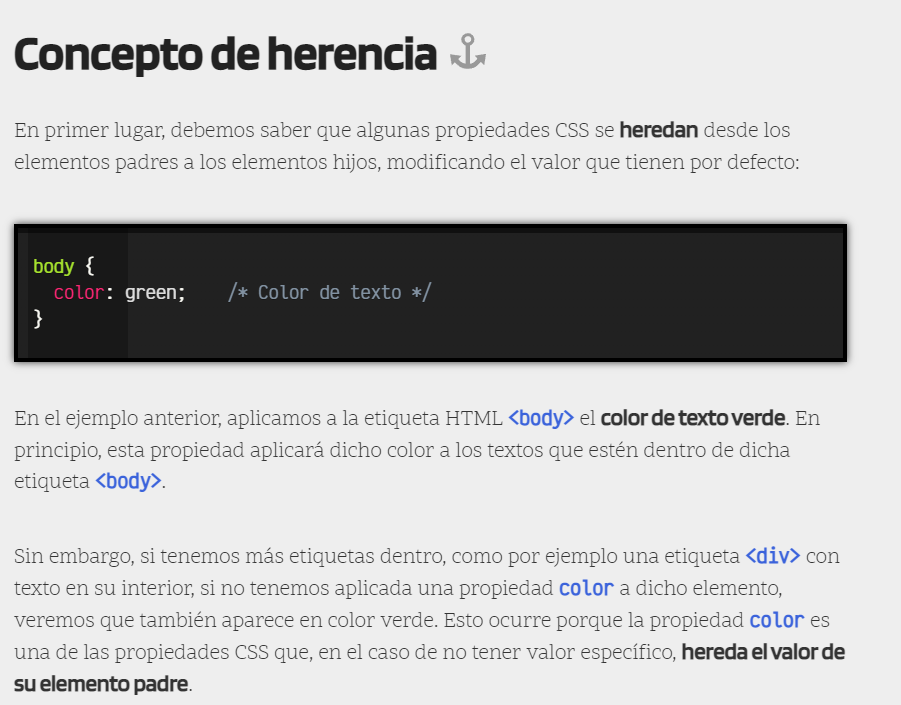 Concepto de herencia
En primer lugar, debemos saber que algunas propiedades CSS se heredan desde los
elementos padres a los elementos hijos, modificando el valor que tienen por defecto:
body {
  color: green;    /* Color de texto */
}
En el ejemplo anterior, aplicamos a la etiqueta HTML <body> el color de texto verde. En
principio, esta propiedad aplicará dicho color a los textos que estén dentro de dicha
etiqueta <body>.
Sin embargo, si tenemos más etiquetas dentro, como por ejemplo una etiqueta <div> con
texto en su interior, si no tenemos aplicada una propiedad color a dicho elemento,
veremos que también aparece en color verde. Esto ocurre porque la propiedad color es
una de las propiedades CSS que, en el caso de no tener valor específico, hereda el valor de
su elemento padre.